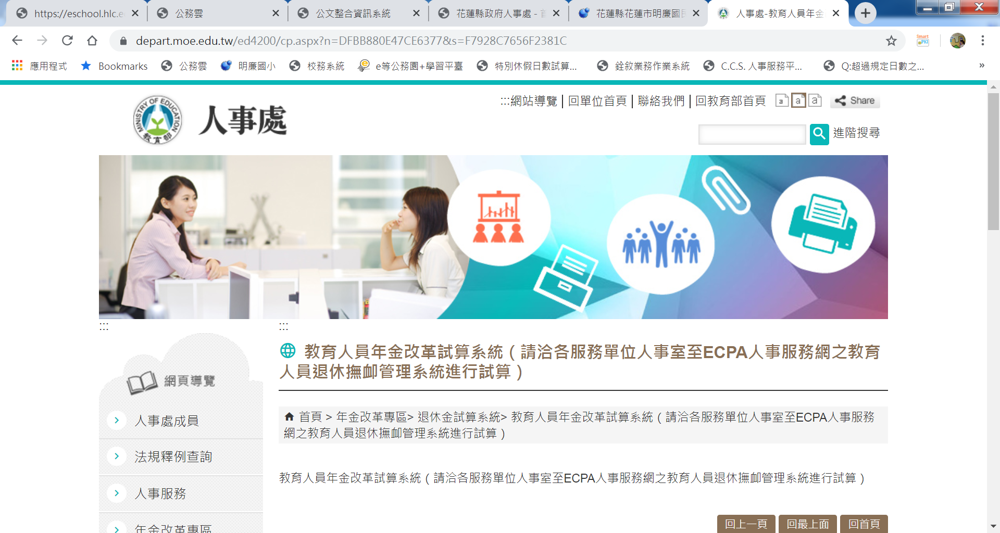 https://eschool.hlc.e
公務雲
公文整合資訊系統
花蓮縣政府人事處 - 首
花蓮縣花蓮市明廉國民
人事處-教育人員年金
depart.moe.edu.tw/ed4200/cp.aspx?n=DFBB880E47CE6377&s=F7928C7656F2381C
Smart
ePKI
應用程式
Bookmarks
公務雲
明廉國小
校務系統
e等公務園+學習平臺
特別休假日數試算...
銓敘業務作業系統
C.C.S. 人事服務平...
Q:超過規定日數之...
»
MINISTRY OF EDUCATION
教育部
人事處
:::網站導覽 | 回單位首頁 | 聯絡我們 | 回教育部首頁
a a a
Share
進階搜尋
:::
:::
網頁導覽
人事處成員
法規釋例查詢
人事服務
年金改革專區
教育人員年金改革試算系統（請洽各服務單位人事室至ECPA人事服務網之教育
人員退休撫卹管理系統進行試算）
首頁 > 年金改革專區> 退休金試算系統> 教育人員年金改革試算系統（請洽各服務單位人事室至ECPA人事服務
網之教育人員退休撫卹管理系統進行試算）
教育人員年金改革試算系統（請洽各服務單位人事室至ECPA人事服務網之教育人員退休撫卹管理系統進行試算）
回上一頁
回最上面
回首頁